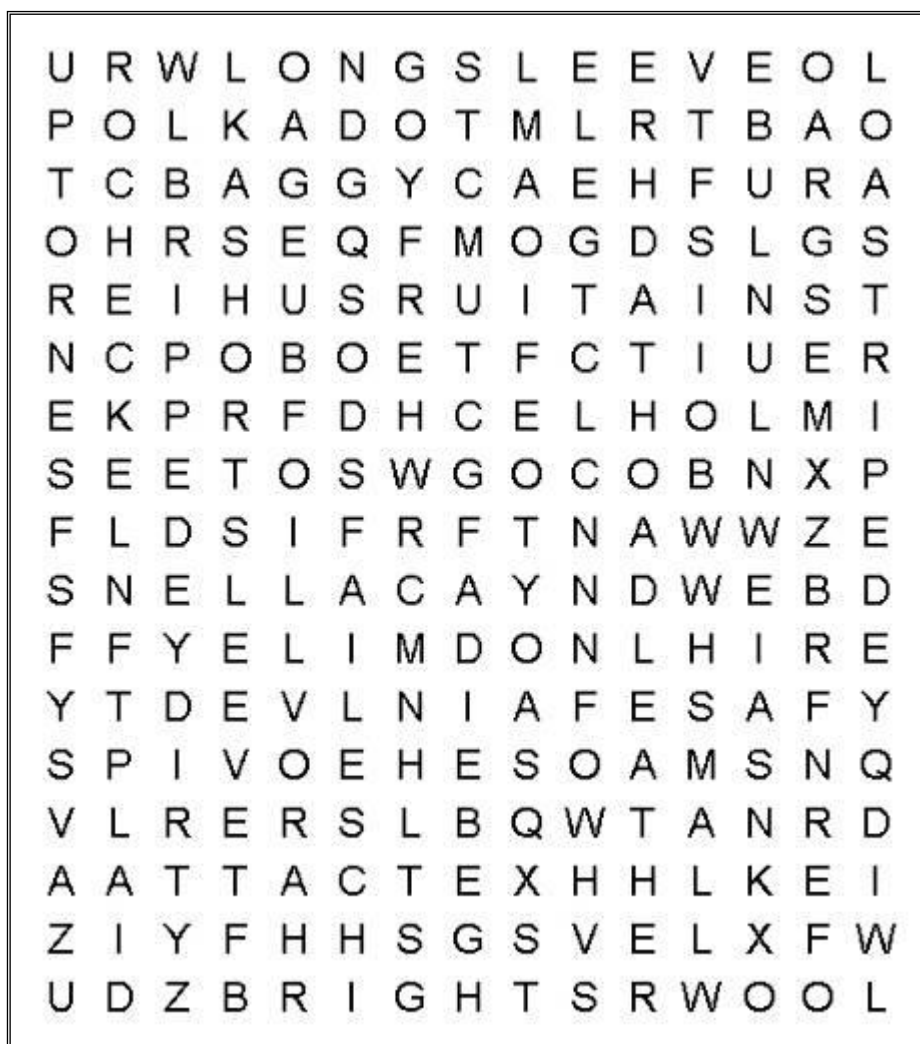 U R W L O N G S L E E V E O L
P O L K A D O T M L R T B A O
T C B A G G Y C A E H F U R A
O H R S E Q F M O G D S L G S
R E I H U S R U I T A I N S T
N C P O B O E T F C T I U E R
E K P R F D H C E L H O L M I
S E E T O S W G O C O B N X P
F L D S I F R F T N A W W Z E
S N E L L A C A Y N D W E B D
F F Y E L I M D O N L H I R E
Y T D E V L N I A F E S A F Y
S P I V O E H E S O A M S N Q
V L R E R S L B Q W T A N R D
A A T T A C T E X H H L K E I
Z I Y F H H S G S V E L X F W
U D Z B R I G H T S R W O O L